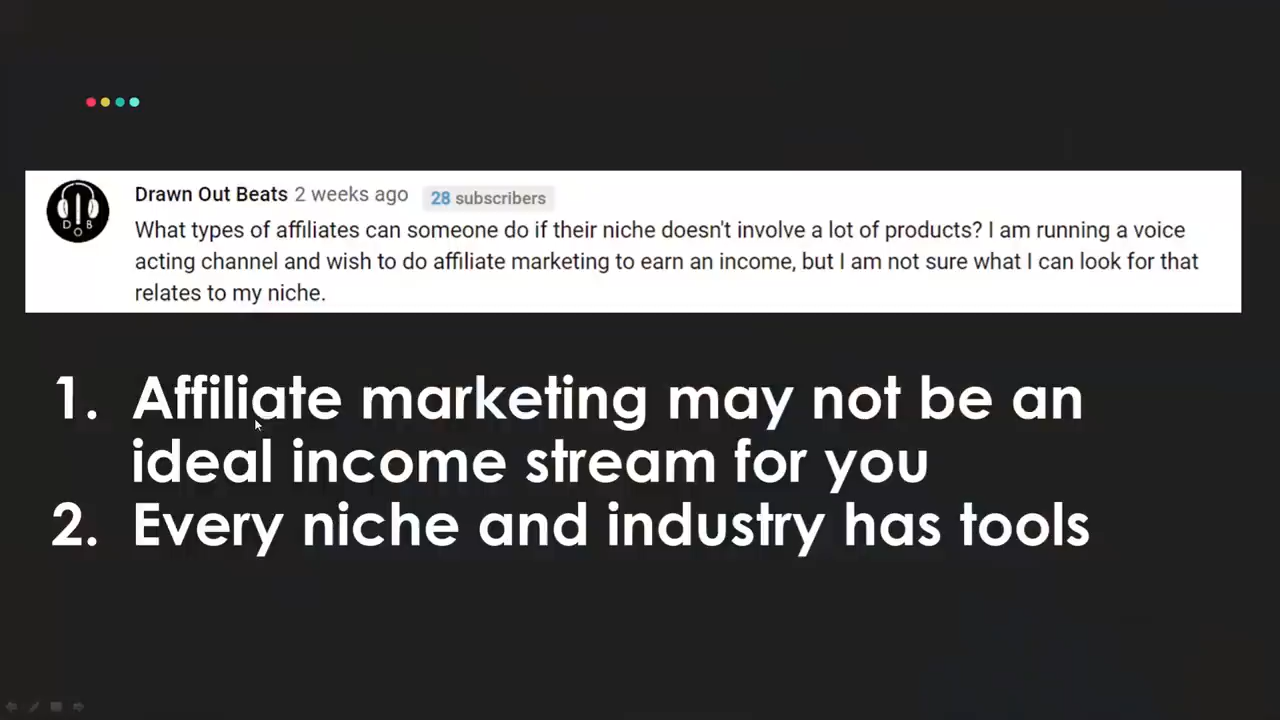 Drawn Out Beats 2 weeks ago 28 subscribers
What types of affiliates can someone do if their niche doesn't involve a lot of products? I am running a voice
acting channel and wish to do affiliate marketing to earn an income, but I am not sure what I can look for that
relates to my niche.
D O B
1. Affiliate marketing may not be an
ideal income stream for you
2. Every niche and industry has tools